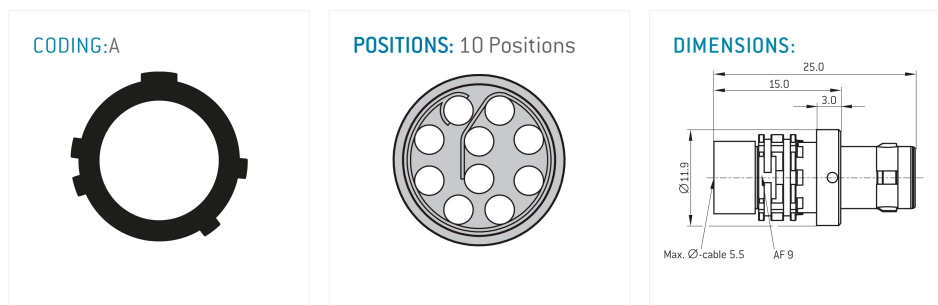 CODING:A
POSITIONS: 10 Positions
DIMENSIONS:
25.0
15.0
3.0
Ø11.9
Max. Ø-cable 5.5
AF 9